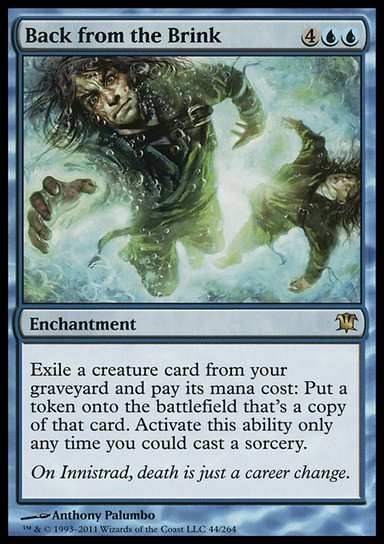 Back from the Brink 4
Enchantment
Exile a creature card from your
graveyard and pay its mana cost: Put a
token onto the battlefield that's a copy
of that card. Activate this ability only
any time you could cast a sorcery.
On Innistrad, death is just a career change.
Anthony Palumbo
™ & © 1993–2011 Wizards of the Coast LLC 44/264